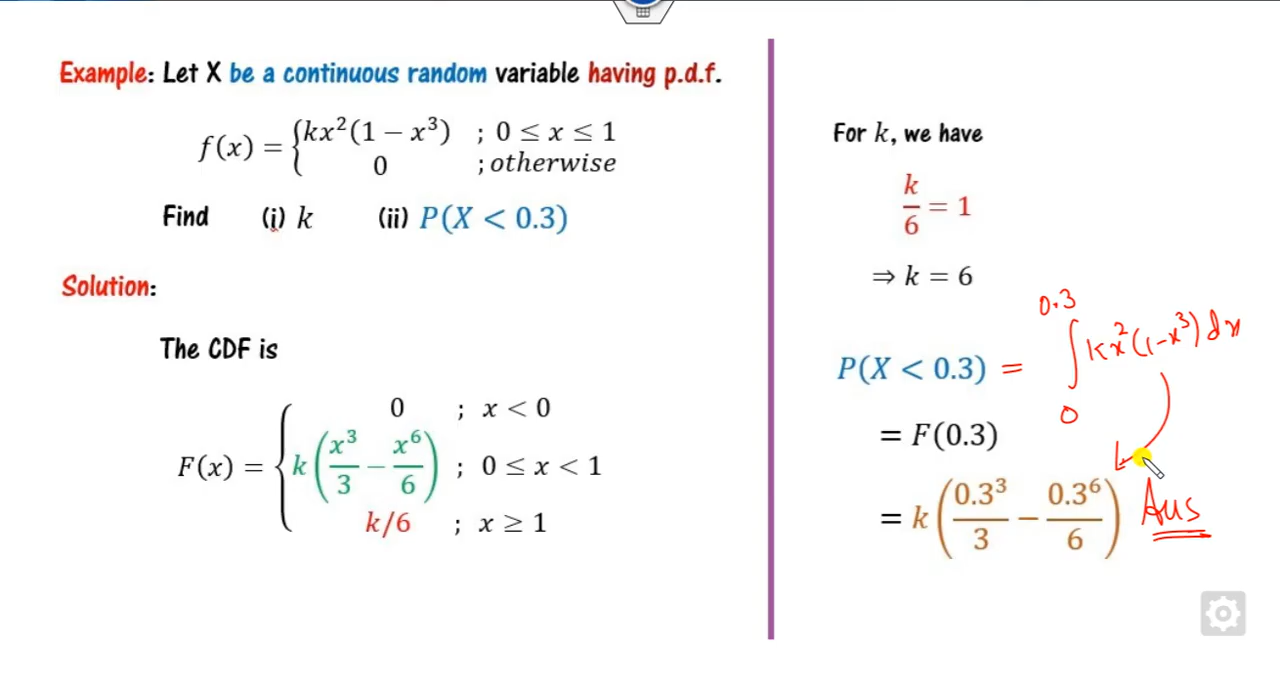 Example: Let X be a continuous random variable having p.d.f.
f(x) = {kx²(1 − x³) ; 0 ≤ x ≤ 1
0 ; otherwise
Find (i) k (ii) P(X < 0.3)
Solution:
The CDF is
F(x) = { 0 ; x < 0
k(x³/3 − x⁶/6) ; 0 ≤ x < 1
k/6 ; x ≥ 1
For k, we have
k/6 = 1
⇒ k = 6
P(X < 0.3) = ∫₀^0.3 kx²(1-x³) dx
= F(0.3)
= k(0.3³/3 − 0.3⁶/6) Ans